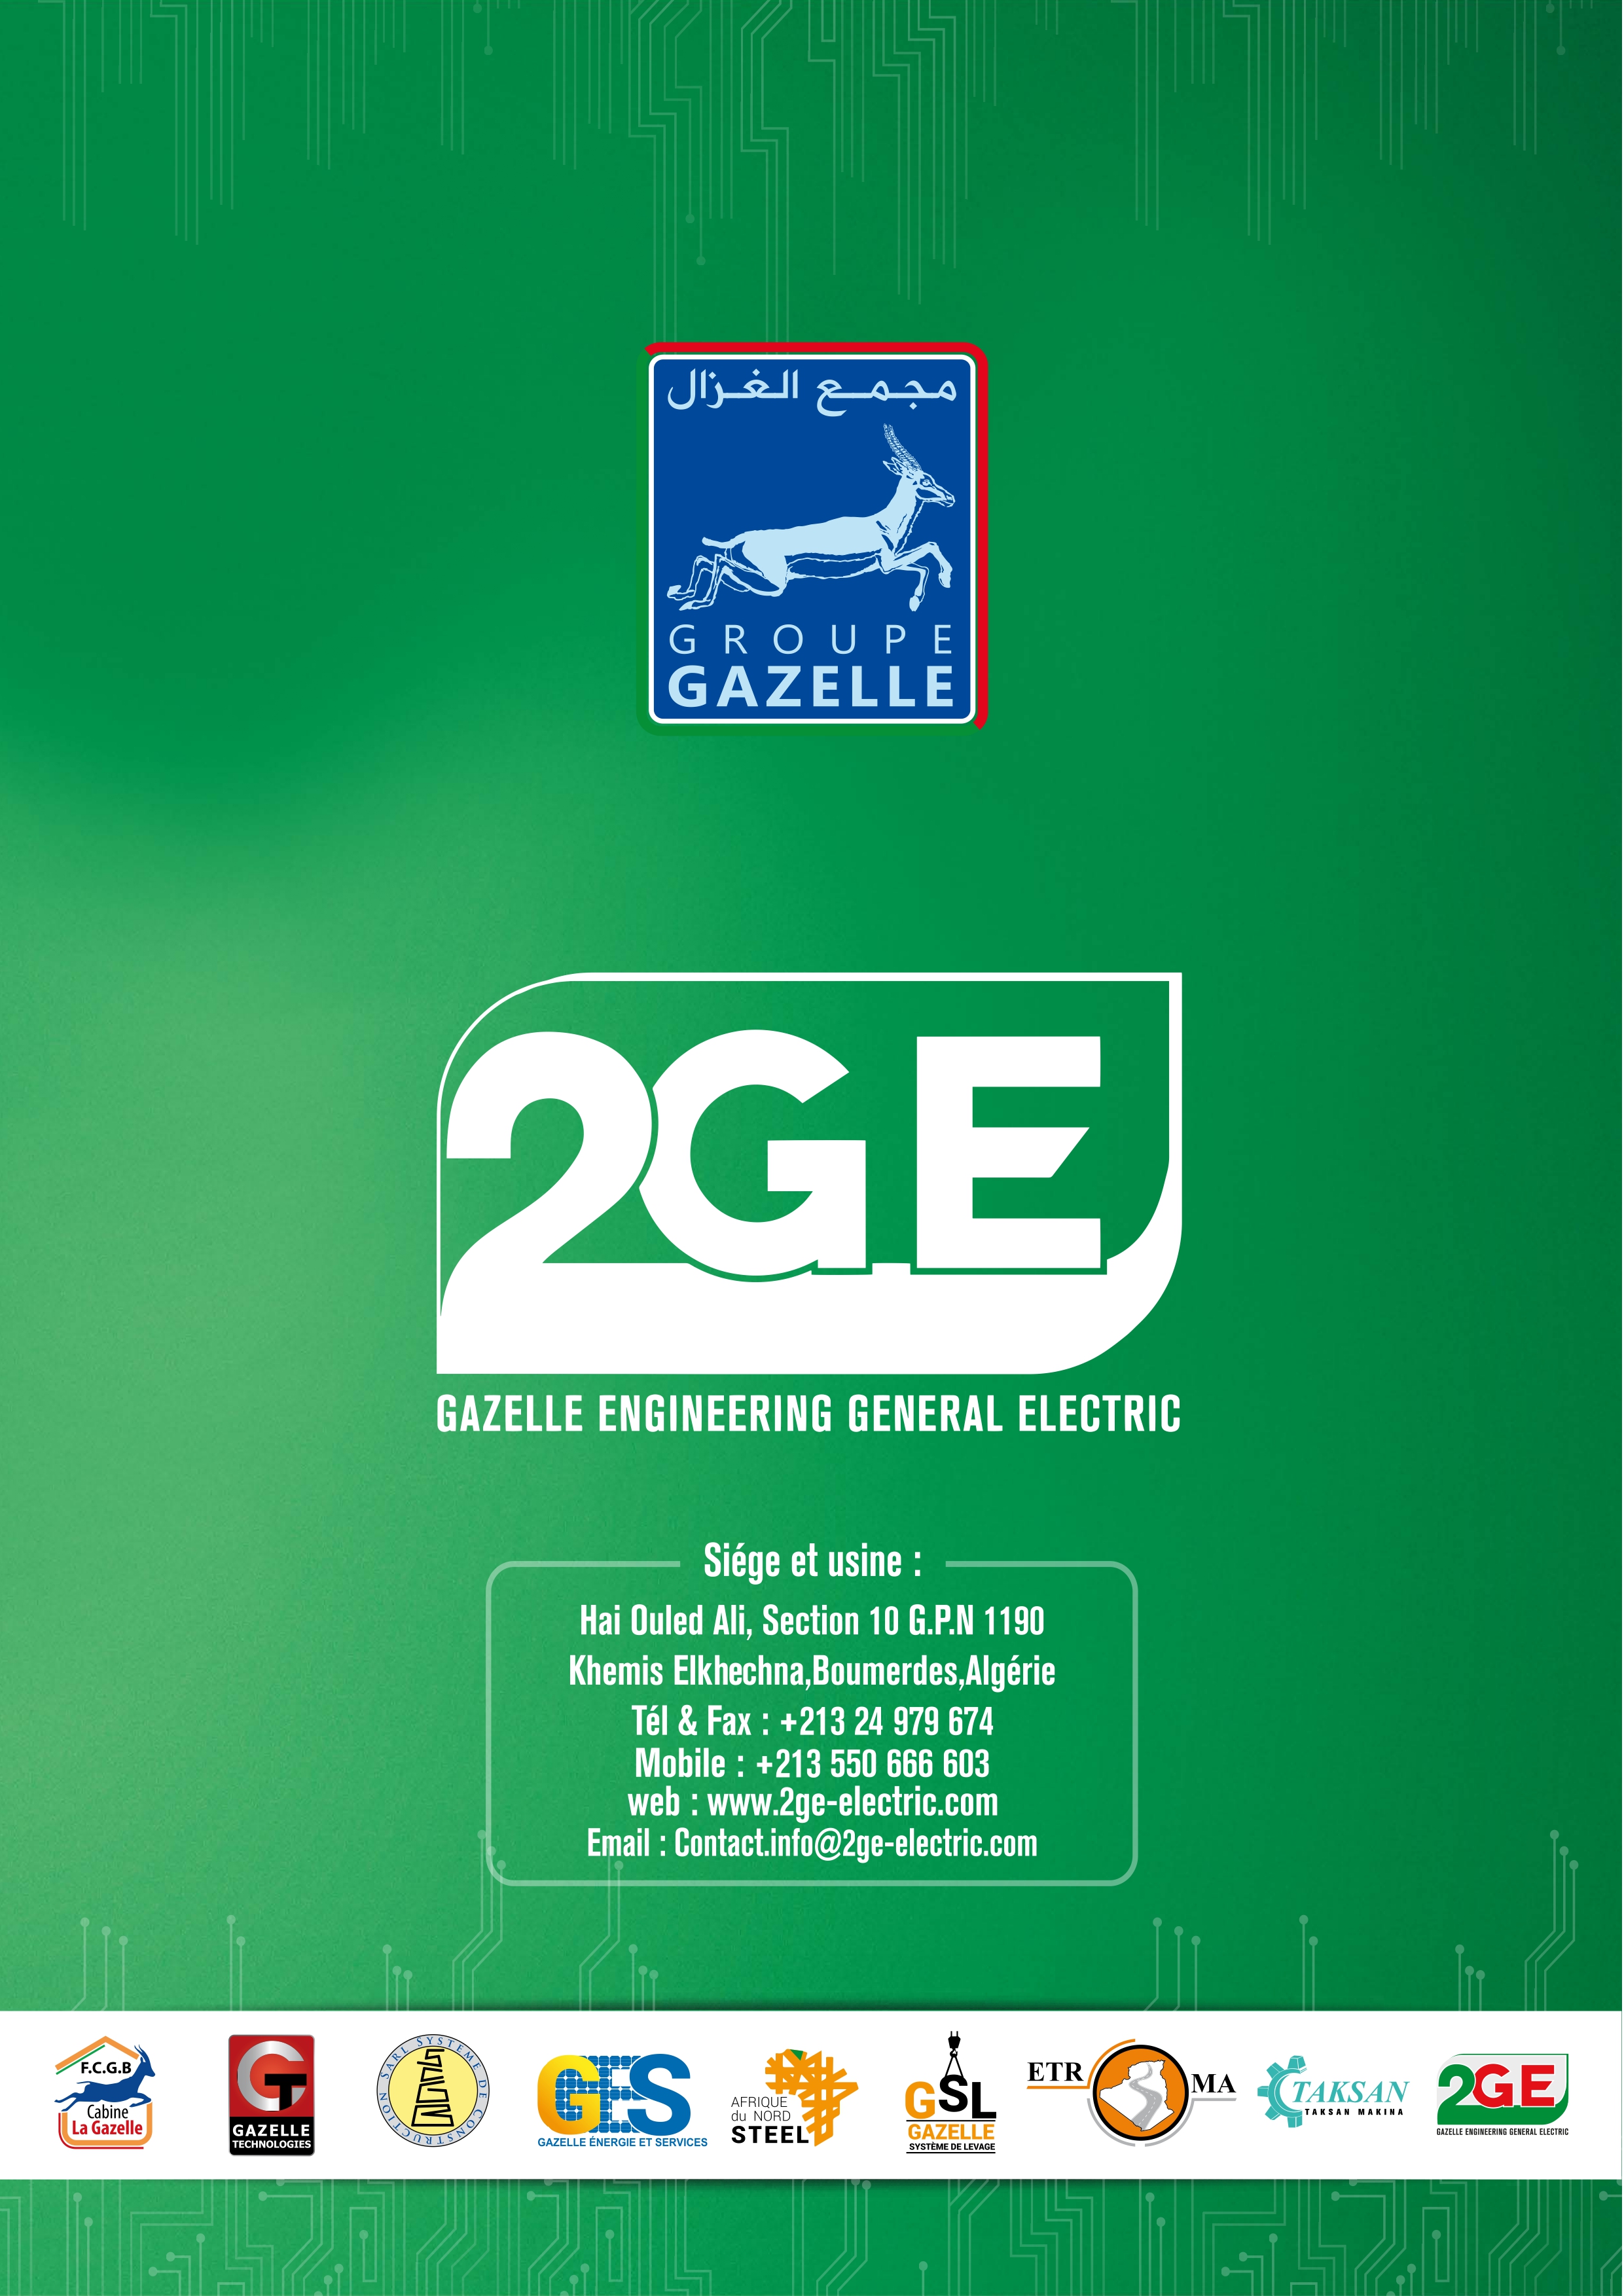 مجمع الغزال
GROUPE
GAZELLE
2GE
GAZELLE ENGINEERING GENERAL ELECTRIC
Siége et usine :
Hai Ouled Ali, Section 10 G.P.N 1190
Khemis Elkhechna,Boumerdes,Algérie
Tél & Fax : +213 24 979 674
Mobile : +213 550 666 603
web : www.2ge-electric.com
Email : Contact.info@2ge-electric.com
F.C.G.B
Cabine
La Gazelle
GT
GAZELLE
TECHNOLOGIES
SARL SYSTEME DE CONSTRUCTION
GES
GAZELLE ÉNERGIE ET SERVICES
AFRIQUE
du NORD
STEEL
GSL
GAZELLE
SYSTÈME DE LEVAGE
ETR MA
TAKSAN
TAKSAN MAKINA
2GE
GAZELLE ENGINEERING GENERAL ELECTRIC